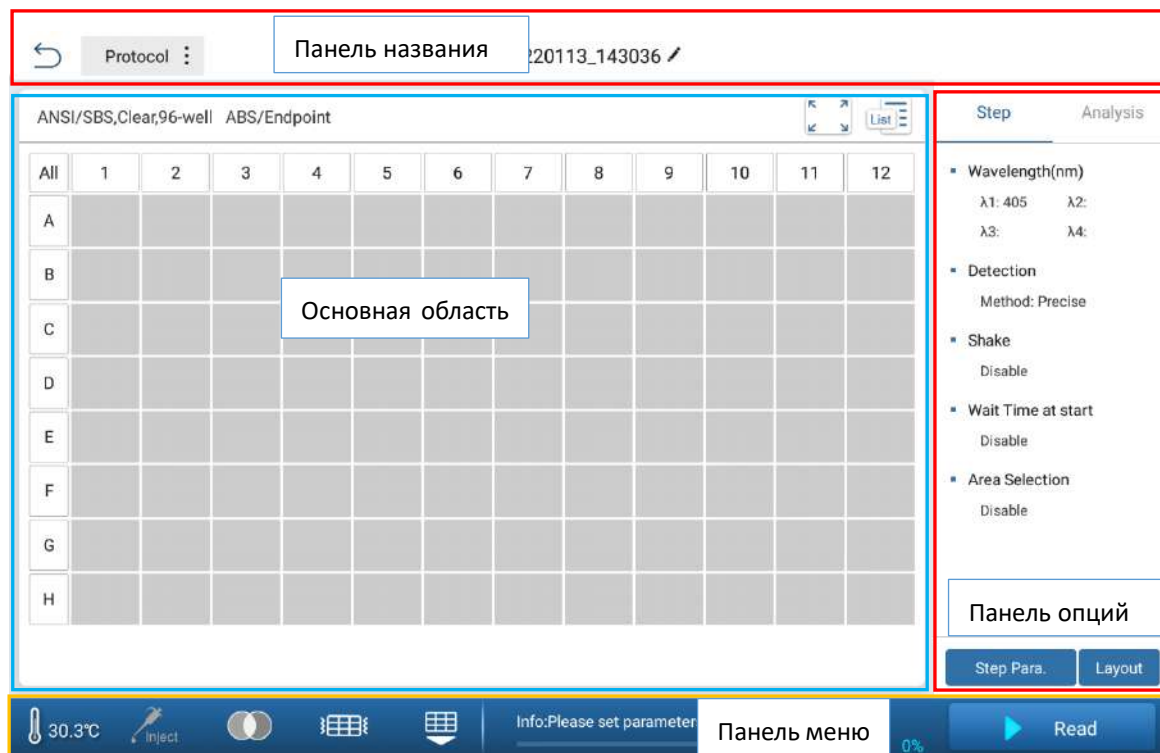 Protocol
Панель названия
220113_143036
ANSI/SBS,Clear,96-well ABS/Endpoint
List
All 1 2 3 4 5 6 7 8 9 10 11 12
A
B
C
D
E
F
G
H
Основная область
Step Analysis
Wavelength(nm)
λ1: 405 λ2:
λ3: λ4:
Detection
Method: Precise
Shake
Disable
Wait Time at start
Disable
Area Selection
Disable
Панель опций
Step Para. Layout
30.3℃
Inject
Info:Please set parameter
Панель меню
0%
Read